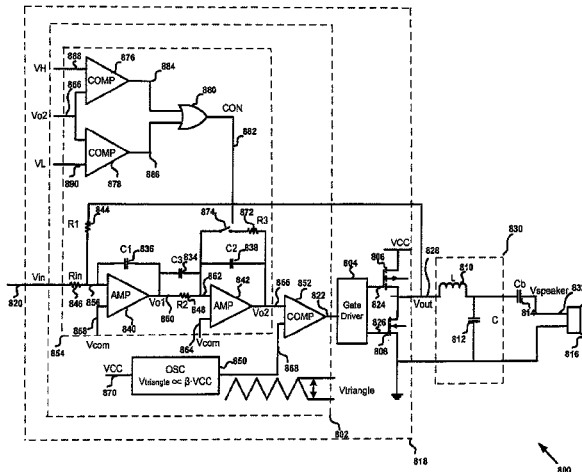 VH
888
876
COMP
884
866
Vo2
880
CON
VL
COMP
886
882
890
878
844
R1
874
872
R3
VCC
830
C1
836
C3
834
C2
838
804
806
828
810
L
Vin
Rin
842
866
852
822
Cb
Vspeaker
832
820
846
856
AMP
Vo1
R2
848
862
AMP
Vo2
COMP
Gate
Driver
824
Vout
814
858
840
860
864
826
812
C
816
854
Vcom
Vcom
808
850
868
VCC
OSC
Vtriangle ∝ β·VCC
Vtriangle
870
802
818
800